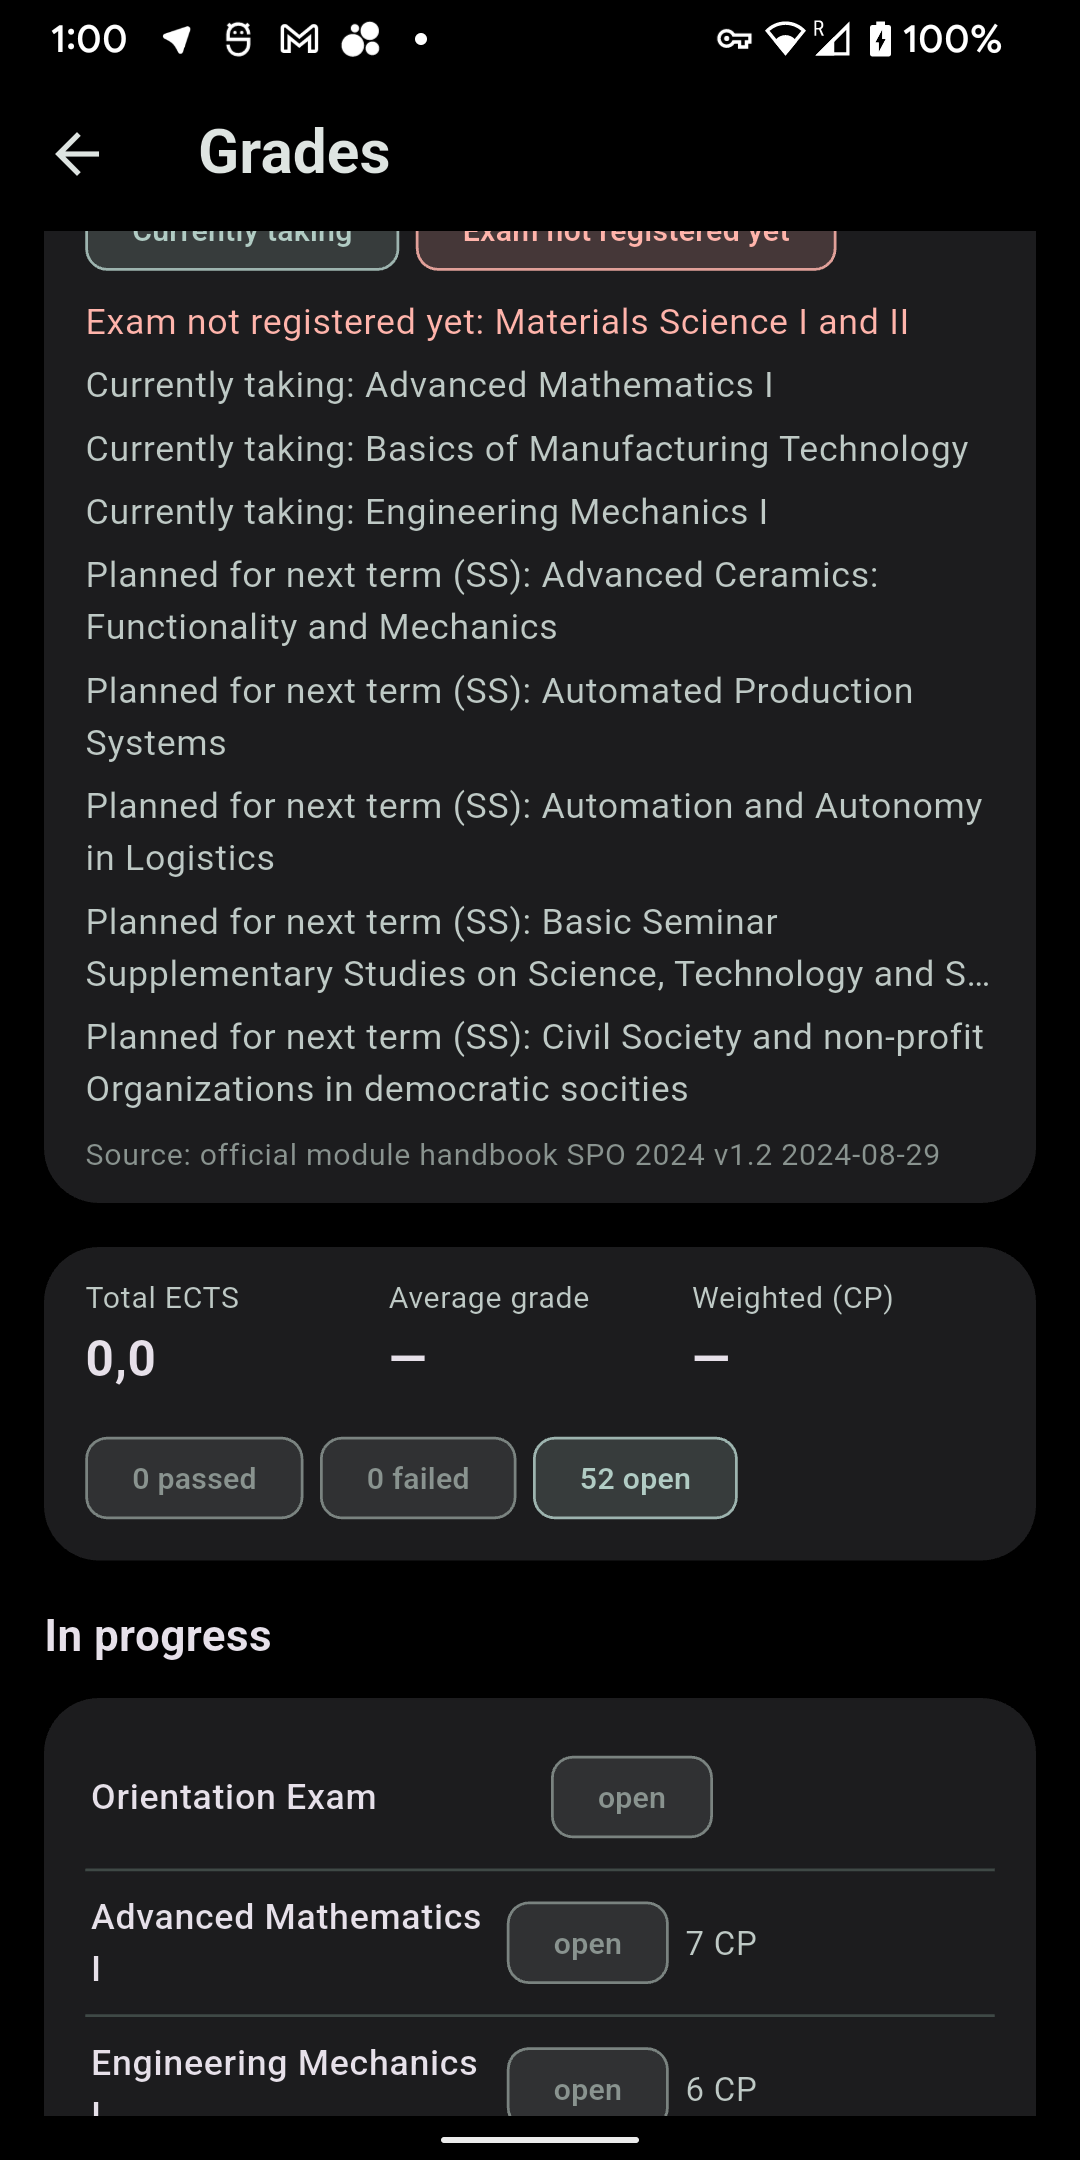 1:00
R
100%
Grades
Currently taking
Exam not registered yet
Exam not registered yet: Materials Science I and II
Currently taking: Advanced Mathematics I
Currently taking: Basics of Manufacturing Technology
Currently taking: Engineering Mechanics I
Planned for next term (SS): Advanced Ceramics:
Functionality and Mechanics
Planned for next term (SS): Automated Production
Systems
Planned for next term (SS): Automation and Autonomy
in Logistics
Planned for next term (SS): Basic Seminar
Supplementary Studies on Science, Technology and S...
Planned for next term (SS): Civil Society and non-profit
Organizations in democratic socities
Source: official module handbook SPO 2024 v1.2 2024-08-29
Total ECTS
Average grade
Weighted (CP)
0,0
–
–
0 passed
0 failed
52 open
In progress
Orientation Exam
open
Advanced Mathematics
I
open
7 CP
Engineering Mechanics
I
open
6 CP